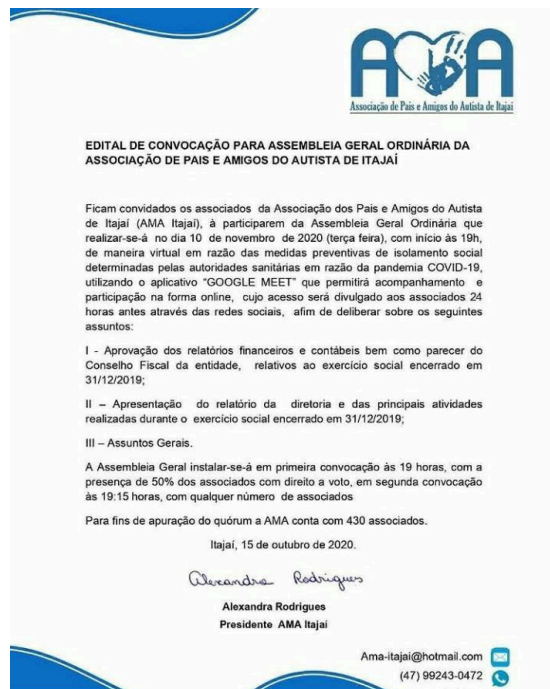 AMA
Associação de Pais e Amigos do Autista de Itajaí
EDITAL DE CONVOCAÇÃO PARA ASSEMBLEIA GERAL ORDINÁRIA DA
ASSOCIAÇÃO DE PAIS E AMIGOS DO AUTISTA DE ITAJAÍ
Ficam convidados os associados da Associação dos Pais e Amigos do Autista
de Itajaí (AMA Itajaí), à participarem da Assembleia Geral Ordinária que
realizar-se-á no dia 10 de novembro de 2020 (terça feira), com início às 19h,
de maneira virtual em razão das medidas preventivas de isolamento social
determinadas pelas autoridades sanitárias em razão da pandemia COVID-19,
utilizando o aplicativo “GOOGLE MEET” que permitirá acompanhamento e
participação na forma online, cujo acesso será divulgado aos associados 24
horas antes através das redes sociais, afim de deliberar sobre os seguintes
assuntos:
I - Aprovação dos relatórios financeiros e contábeis bem como parecer do
Conselho Fiscal da entidade, relativos ao exercício social encerrado em
31/12/2019;
II – Apresentação do relatório da diretoria e das principais atividades
realizadas durante o exercício social encerrado em 31/12/2019;
III – Assuntos Gerais.
A Assembleia Geral instalar-se-á em primeira convocação às 19 horas, com a
presença de 50% dos associados com direito a voto, em segunda convocação
às 19:15 horas, com qualquer número de associados
Para fins de apuração do quórum a AMA conta com 430 associados.
Itajaí, 15 de outubro de 2020.
Alexandra Rodrigues
Alexandra Rodrigues
Presidente AMA Itajaí
Ama-itajai@hotmail.com
(47) 99243-0472